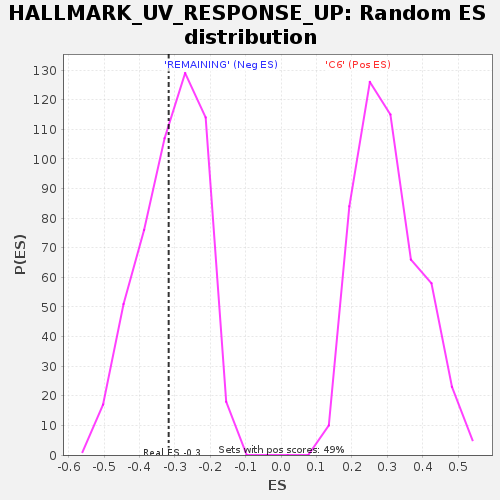 HALLMARK_UV_RESPONSE_UP: Random ES
distribution
'REMAINING' (Neg ES)
'C6' (Pos ES)
130
120
110
100
90
80
70
60
50
40
30
20
10
0
P(ES)
Real ES -0.3
Sets with pos scores: 49%
-0.6 -0.5 -0.4 -0.3 -0.2 -0.1 0.0 0.1 0.2 0.3 0.4 0.5
ES